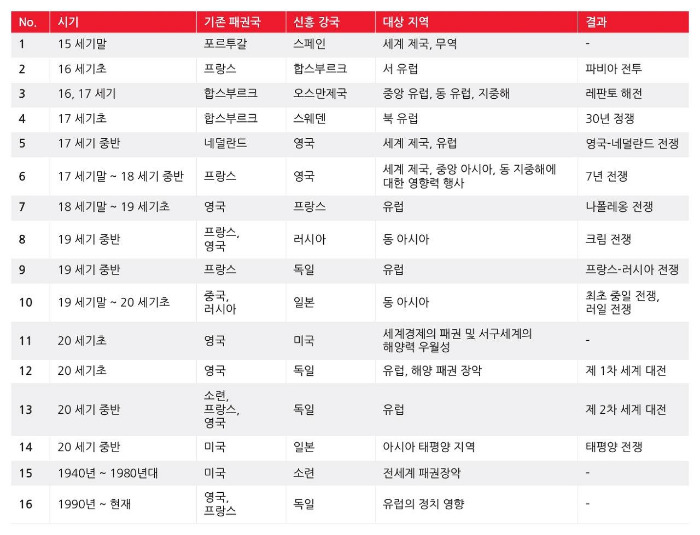 No. 시기 기존 패권국 신흥 강국 대상 지역 결과
1 15 세기말 포르투갈 스페인 세계 제국, 무역 -
2 16 세기초 프랑스 합스부르크 서 유럽 파비아 전투
3 16, 17 세기 합스부르크 오스만제국 중앙 유럽, 동 유럽, 지중해 레판토 해전
4 17 세기초 합스부르크 스웨덴 북 유럽 30년 정쟁
5 17 세기 중반 네덜란드 영국 세계 제국, 유럽 영국-네덜란드 전쟁
6 17 세기말 ~ 18 세기 중반 프랑스 영국 세계 제국, 중앙 아시아, 동 지중해에
대한 영향력 행사 7년 전쟁
7 18 세기말 ~ 19 세기초 영국 프랑스 유럽 나폴레옹 전쟁
8 19 세기 중반 프랑스,
영국 러시아 동 아시아 크림 전쟁
9 19 세기 중반 프랑스 독일 유럽 프랑스-러시아 전쟁
10 19 세기말 ~ 20 세기초 중국,
러시아 일본 동 아시아 최초 중일 전쟁,
러일 전쟁
11 20 세기초 영국 미국 세계경제의 패권 및 서구세계의
해양력 우월성 -
12 20 세기초 영국 독일 유럽, 해양 패권 장악 제 1차 세계 대전
13 20 세기 중반 소련,
프랑스,
영국 독일 유럽 제 2차 세계 대전
14 20 세기 중반 미국 일본 아시아 태평양 지역 태평양 전쟁
15 1940년 ~ 1980년대 미국 소련 전세계 패권장악 -
16 1990년 ~ 현재 영국,
프랑스 독일 유럽의 정치 영향 -